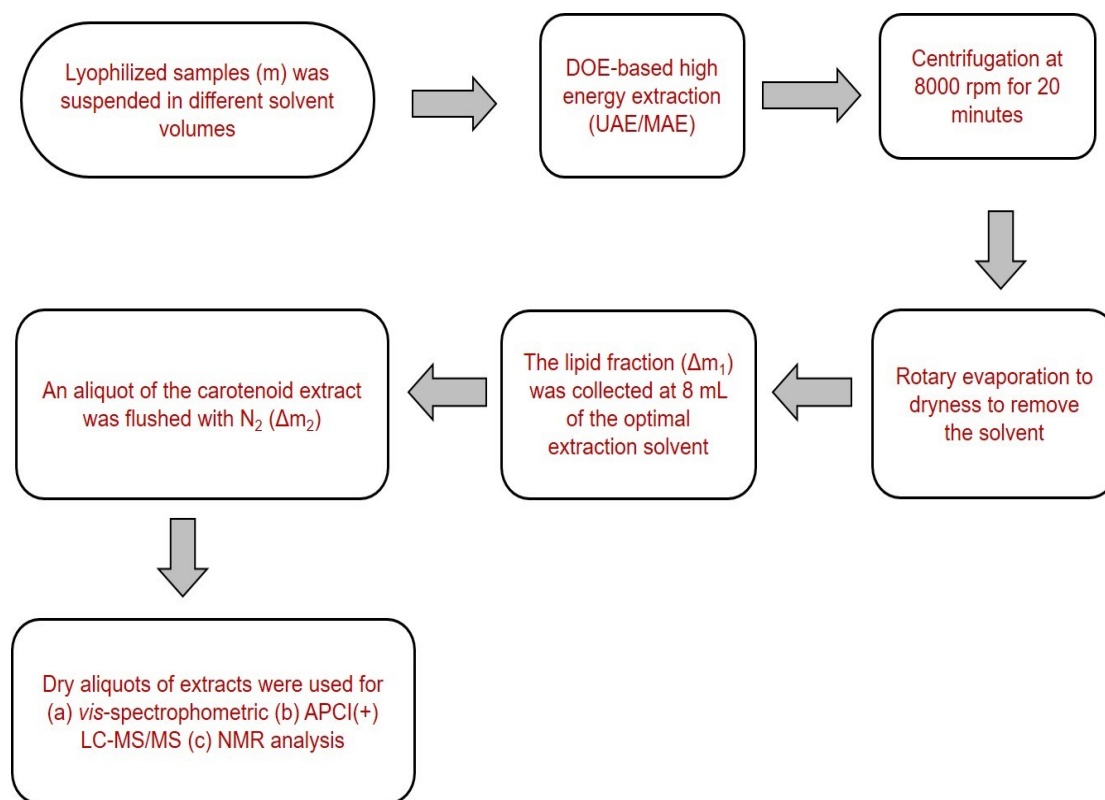 Lyophilized samples (m) was
suspended in different solvent
volumes
DOE-based high
energy extraction
(UAE/MAE)
Centrifugation at
8000 rpm for 20
minutes
Rotary evaporation to
dryness to remove
the solvent
The lipid fraction (Δm₁)
was collected at 8 mL
of the optimal
extraction solvent
An aliquot of the carotenoid extract
was flushed with N₂ (Δm₂)
Dry aliquots of extracts were used for
(a) vis-spectrophometric (b) APCI(+)
LC-MS/MS (c) NMR analysis